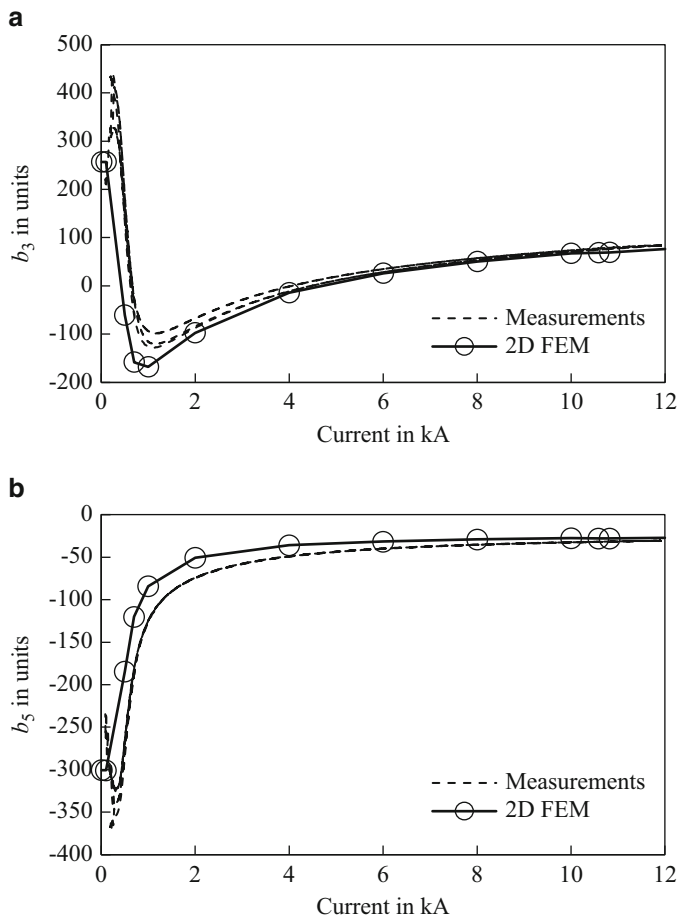 a
500
400
300
200
100
0
-100
-200
b3 in units
Measurements
2D FEM
0 2 4 6 8 10 12
Current in kA
b
0
-50
-100
-150
-200
-250
-300
-350
-400
b5 in units
Measurements
2D FEM
0 2 4 6 8 10 12
Current in kA